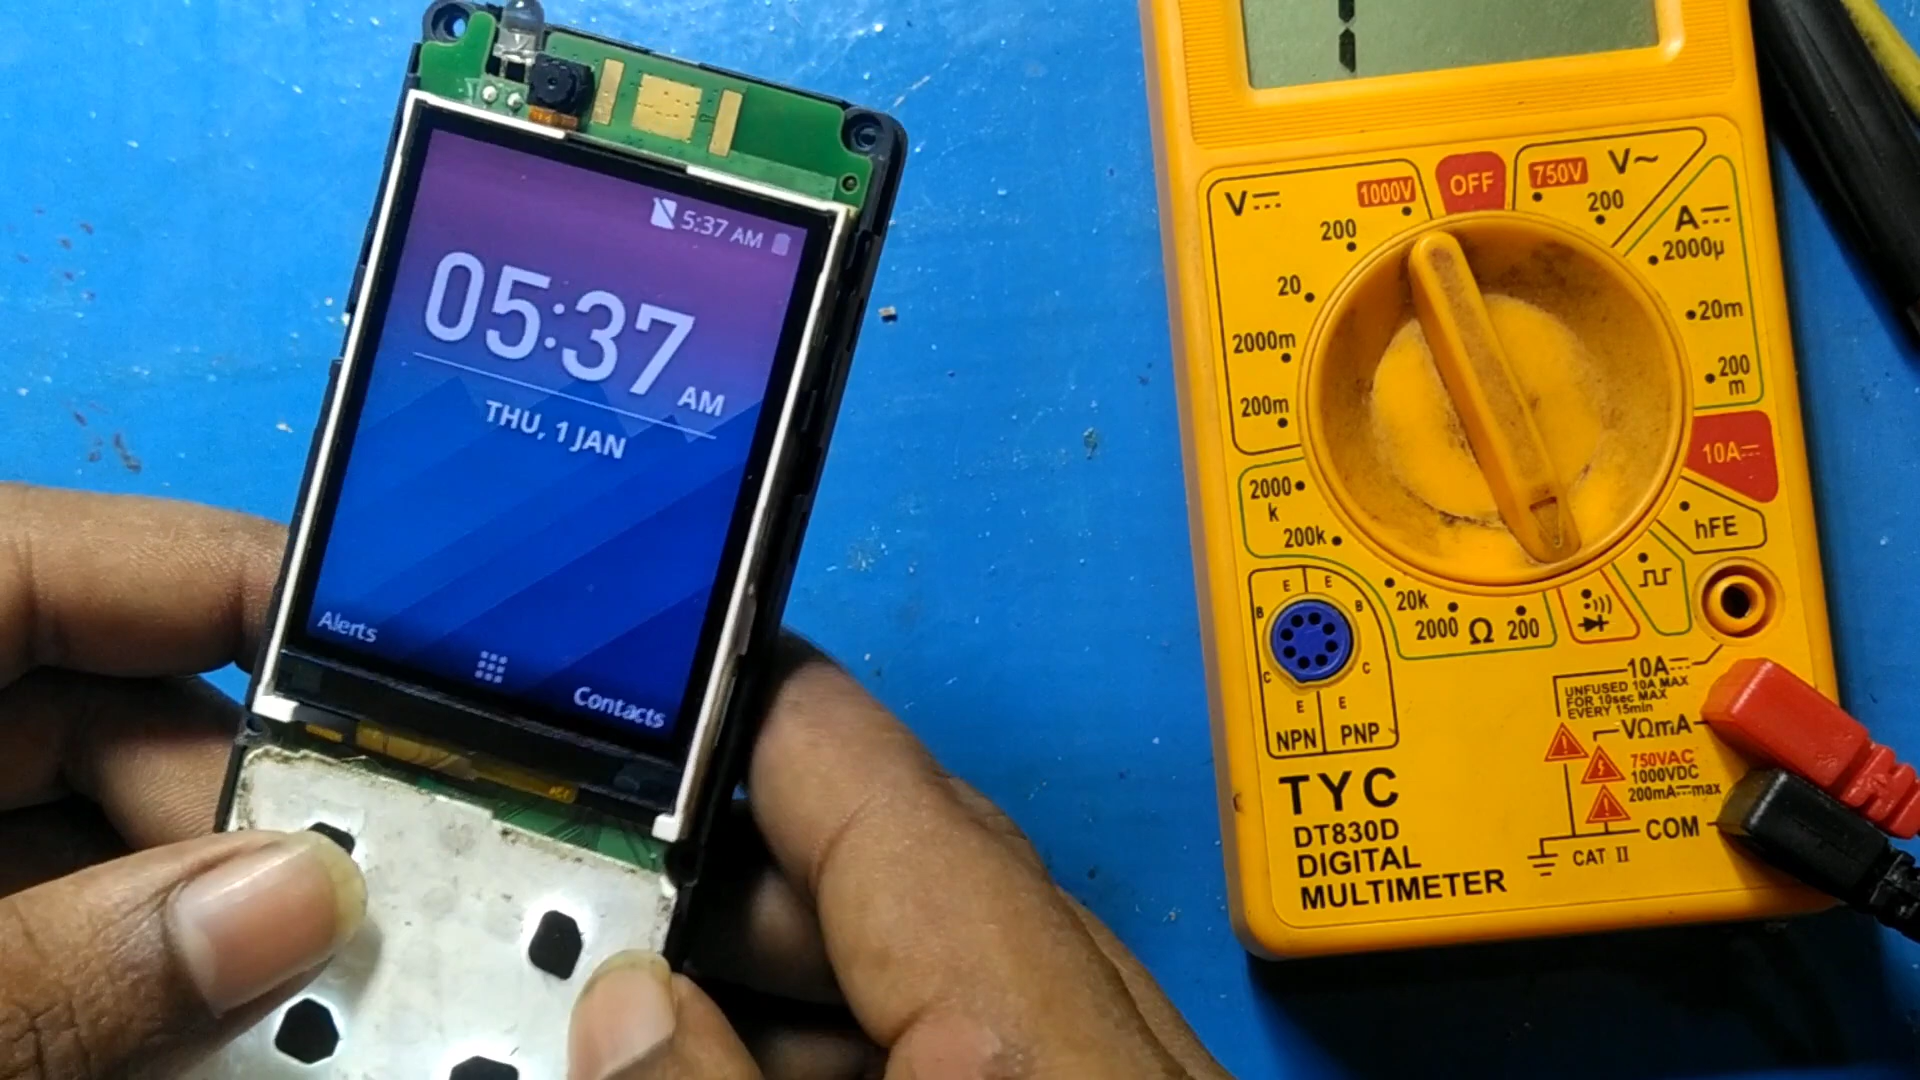 5:37 AM
05:37 AM
THU, 1 JAN
Alerts
Contacts
V⎓
1000V
OFF
750V
V~
200
200
A⎓
2000µ
20
20m
2000m
200
m
200m
10A⎓
2000
k
200k
hFE
20k
2000 Ω 200
E E
B B
C C
E E
NPN PNP
10A⎓
UNFUSED 10A MAX
FOR 10sec MAX
EVERY 15min
VΩmA
750VAC
1000VDC
200mA⎓max
COM
CAT II
TYC
DT830D
DIGITAL
MULTIMETER